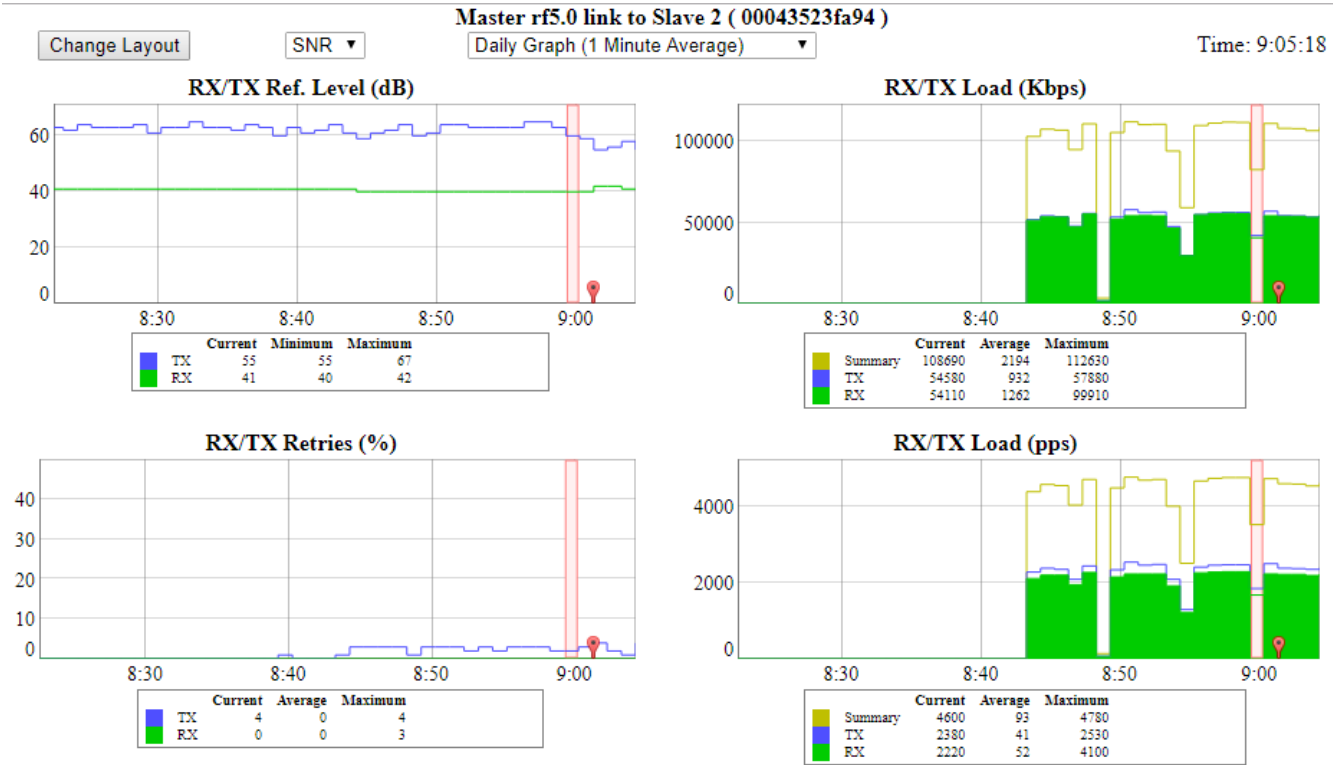 Master rf5.0 link to Slave 2 ( 00043523fa94 )
Change Layout SNR ▼ Daily Graph (1 Minute Average) ▼ Time: 9:05:18
RX/TX Ref. Level (dB)
60
40
20
0
8:30 8:40 8:50 9:00
Current Minimum Maximum
TX 55 55 67
RX 41 40 42
RX/TX Load (Kbps)
100000
50000
0
8:30 8:40 8:50 9:00
Current Average Maximum
Summary 108690 2194 112630
TX 54580 932 57880
RX 54110 1262 99910
RX/TX Retries (%)
40
30
20
10
0
8:30 8:40 8:50 9:00
Current Average Maximum
TX 4 0 4
RX 0 0 3
RX/TX Load (pps)
4000
2000
0
8:30 8:40 8:50 9:00
Current Average Maximum
Summary 4600 93 4780
TX 2380 41 2530
RX 2220 52 4100